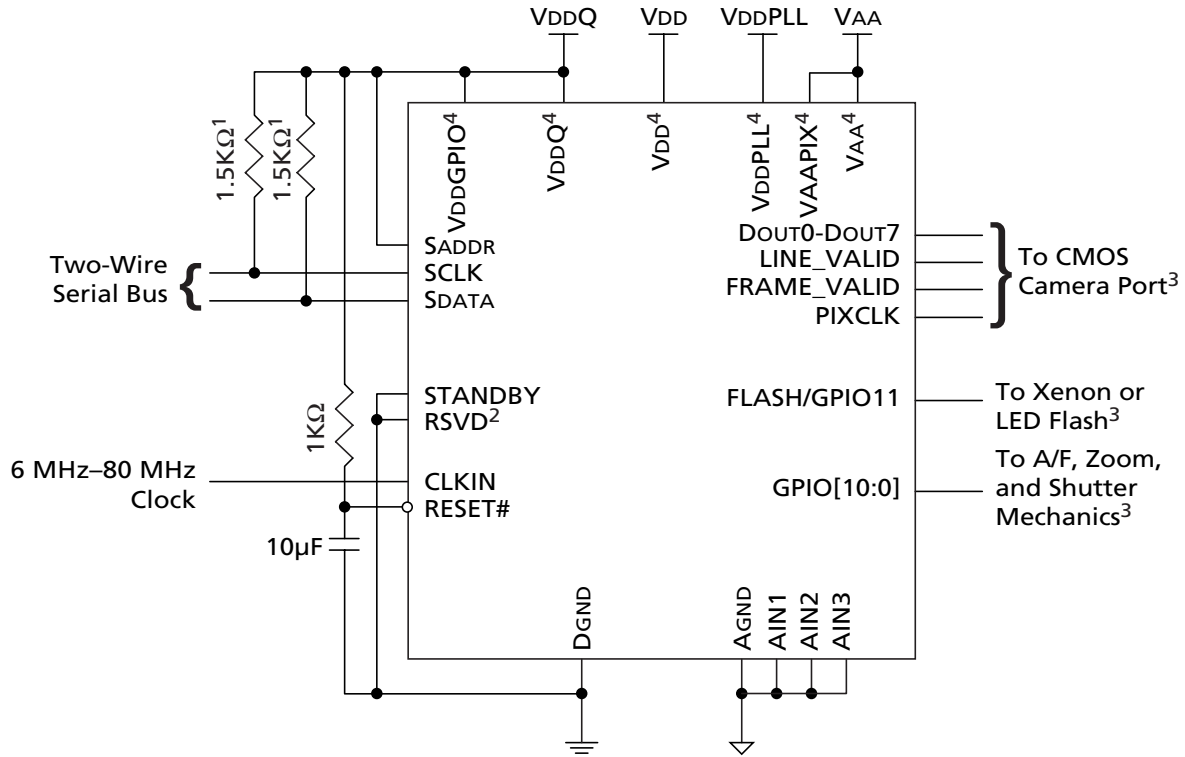 VDDQ
VDD
VDDPLL
VAA
1.5KΩ1
1.5KΩ1
VDDGPIO4
VDDQ4
VDD4
VDDPLL4
VAAPIX4
VAA4
SADDR
SCLK
SDATA
Two-Wire
Serial Bus
DOUT0-DOUT7
LINE_VALID
FRAME_VALID
PIXCLK
To CMOS
Camera Port3
STANDBY
RSVD2
FLASH/GPIO11
To Xenon or
LED Flash3
1KΩ
6 MHz–80 MHz
Clock
CLKIN
RESET#
GPIO[10:0]
To A/F, Zoom,
and Shutter
Mechanics3
10µF
DGND
AGND
AIN1
AIN2
AIN3